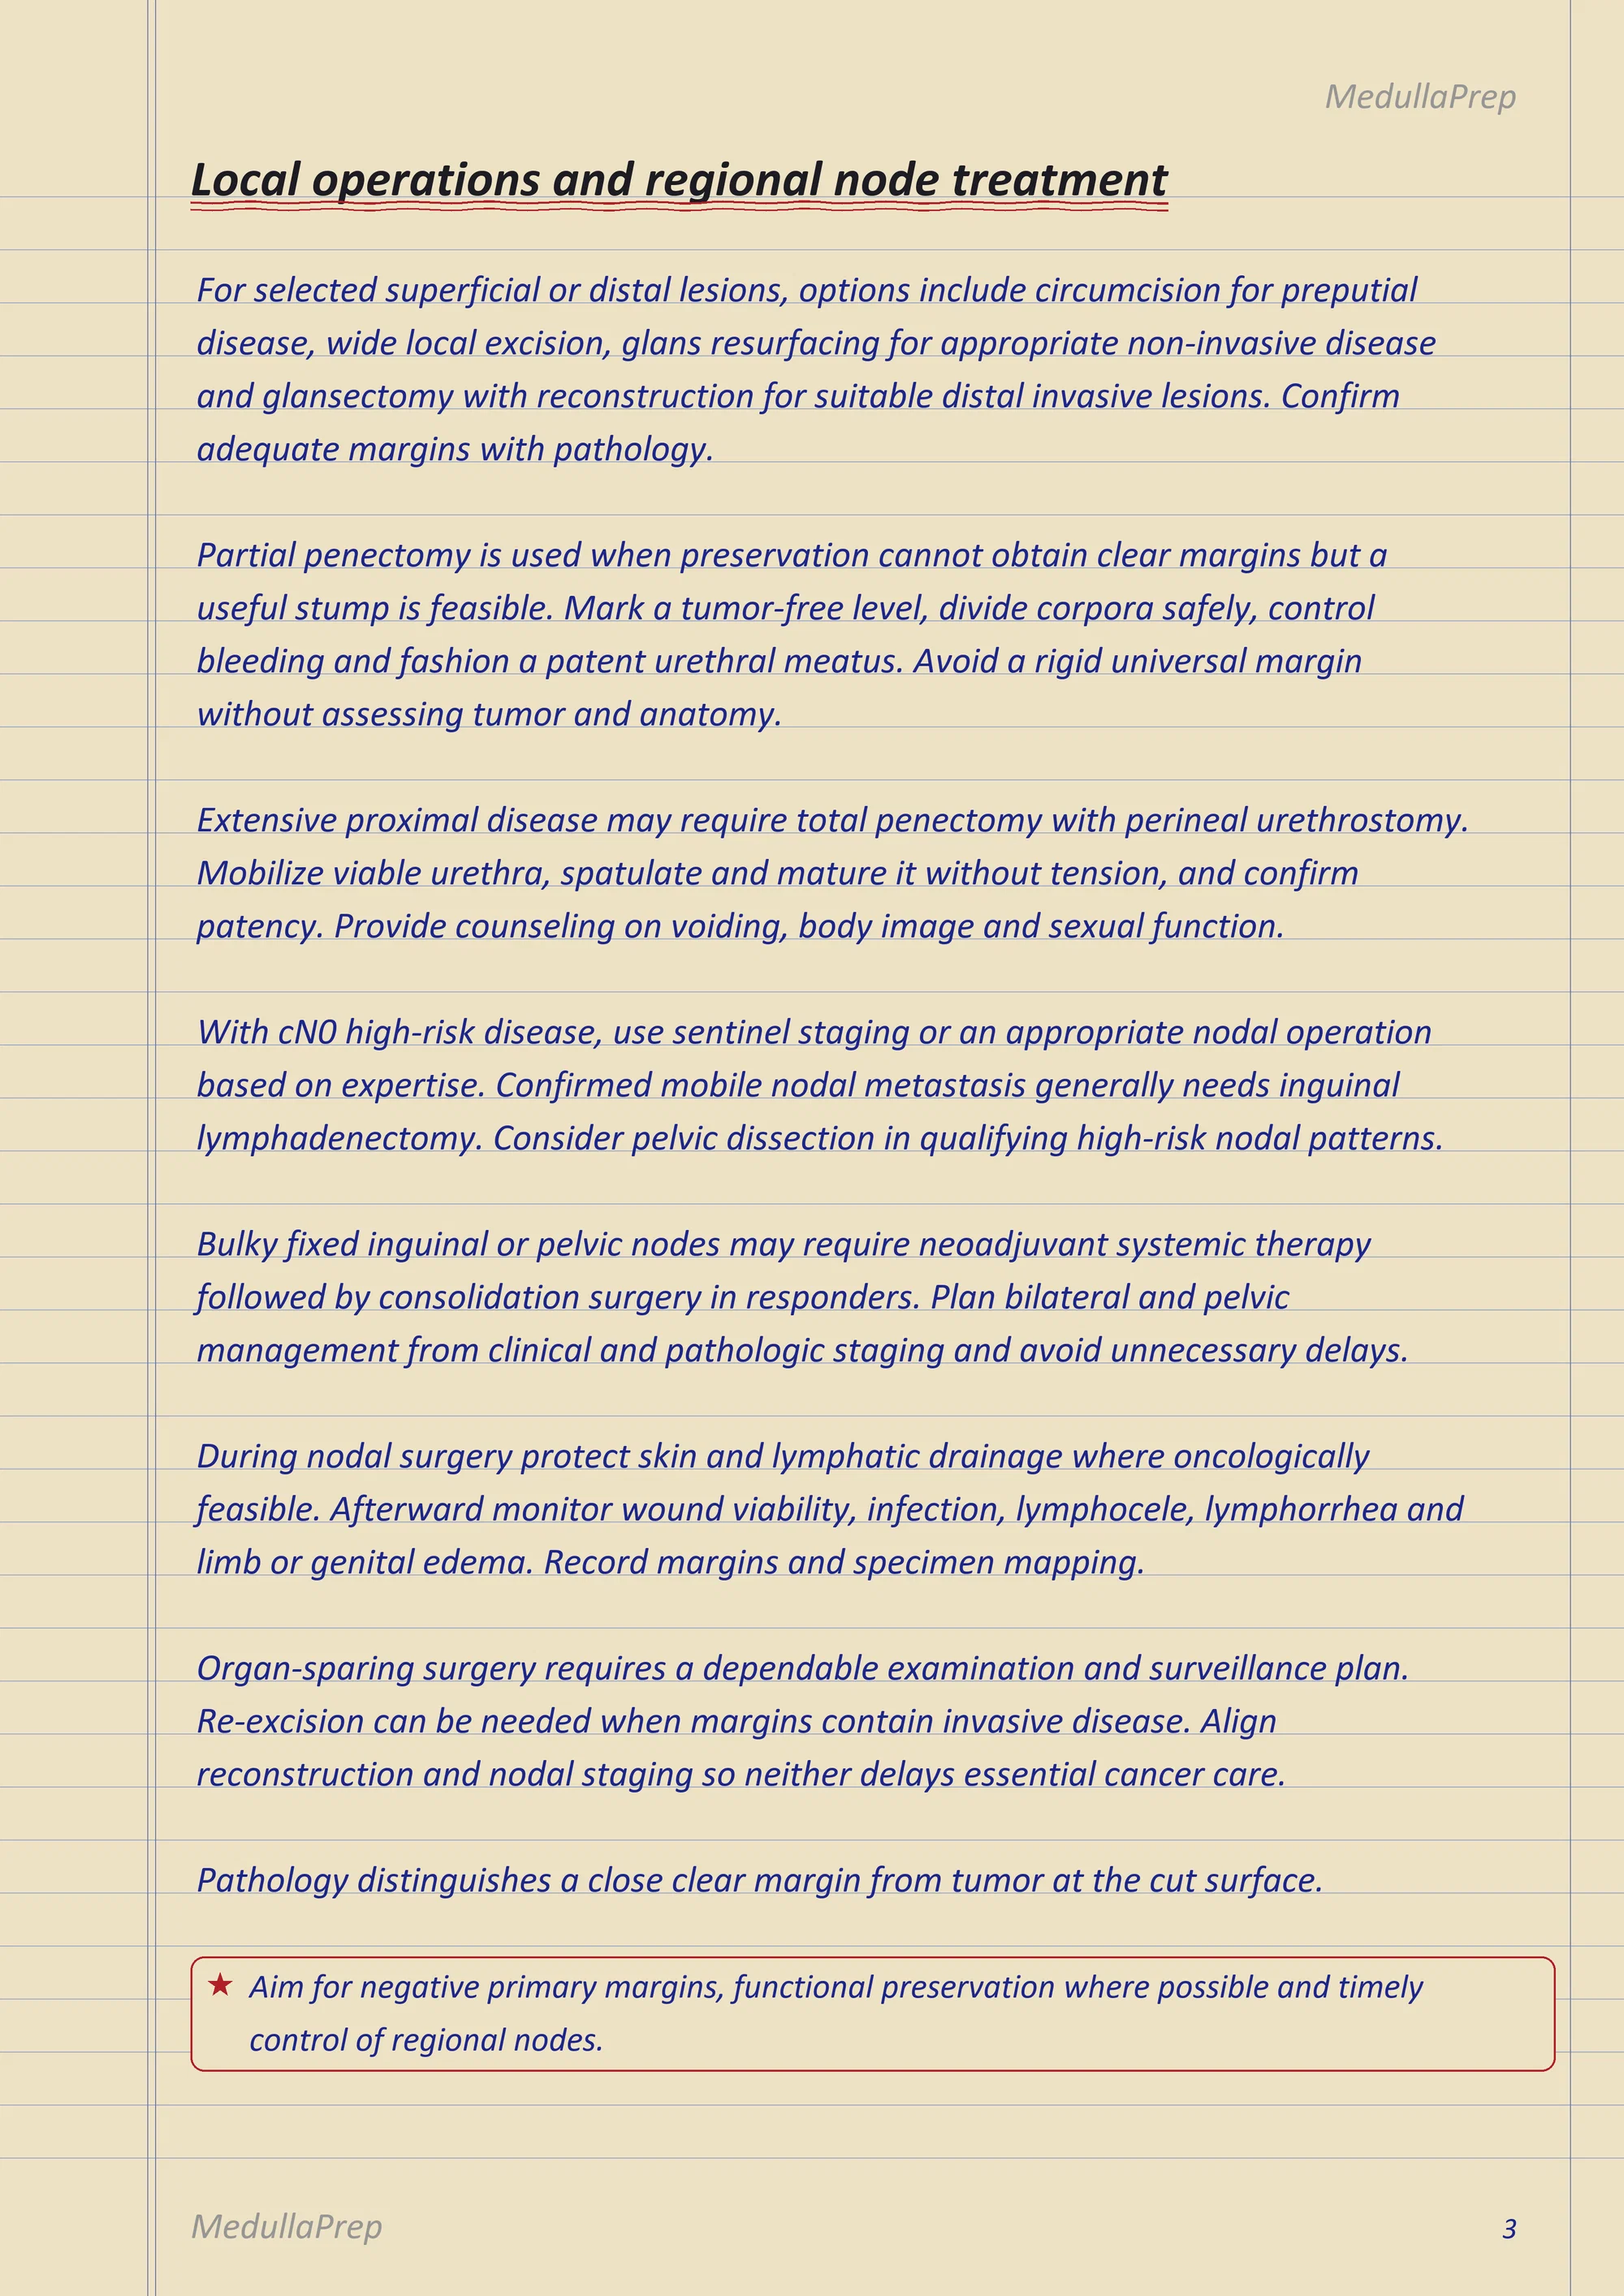 MedullaPrep
Local operations and regional node treatment
For selected superficial or distal lesions, options include circumcision for preputial
disease, wide local excision, glans resurfacing for appropriate non-invasive disease
and glansectomy with reconstruction for suitable distal invasive lesions. Confirm
adequate margins with pathology.
Partial penectomy is used when preservation cannot obtain clear margins but a
useful stump is feasible. Mark a tumor-free level, divide corpora safely, control
bleeding and fashion a patent urethral meatus. Avoid a rigid universal margin
without assessing tumor and anatomy.
Extensive proximal disease may require total penectomy with perineal urethrostomy.
Mobilize viable urethra, spatulate and mature it without tension, and confirm
patency. Provide counseling on voiding, body image and sexual function.
With cN0 high-risk disease, use sentinel staging or an appropriate nodal operation
based on expertise. Confirmed mobile nodal metastasis generally needs inguinal
lymphadenectomy. Consider pelvic dissection in qualifying high-risk nodal patterns.
Bulky fixed inguinal or pelvic nodes may require neoadjuvant systemic therapy
followed by consolidation surgery in responders. Plan bilateral and pelvic
management from clinical and pathologic staging and avoid unnecessary delays.
During nodal surgery protect skin and lymphatic drainage where oncologically
feasible. Afterward monitor wound viability, infection, lymphocele, lymphorrhea and
limb or genital edema. Record margins and specimen mapping.
Organ-sparing surgery requires a dependable examination and surveillance plan.
Re-excision can be needed when margins contain invasive disease. Align
reconstruction and nodal staging so neither delays essential cancer care.
Pathology distinguishes a close clear margin from tumor at the cut surface.
★ Aim for negative primary margins, functional preservation where possible and timely
control of regional nodes.
MedullaPrep
3